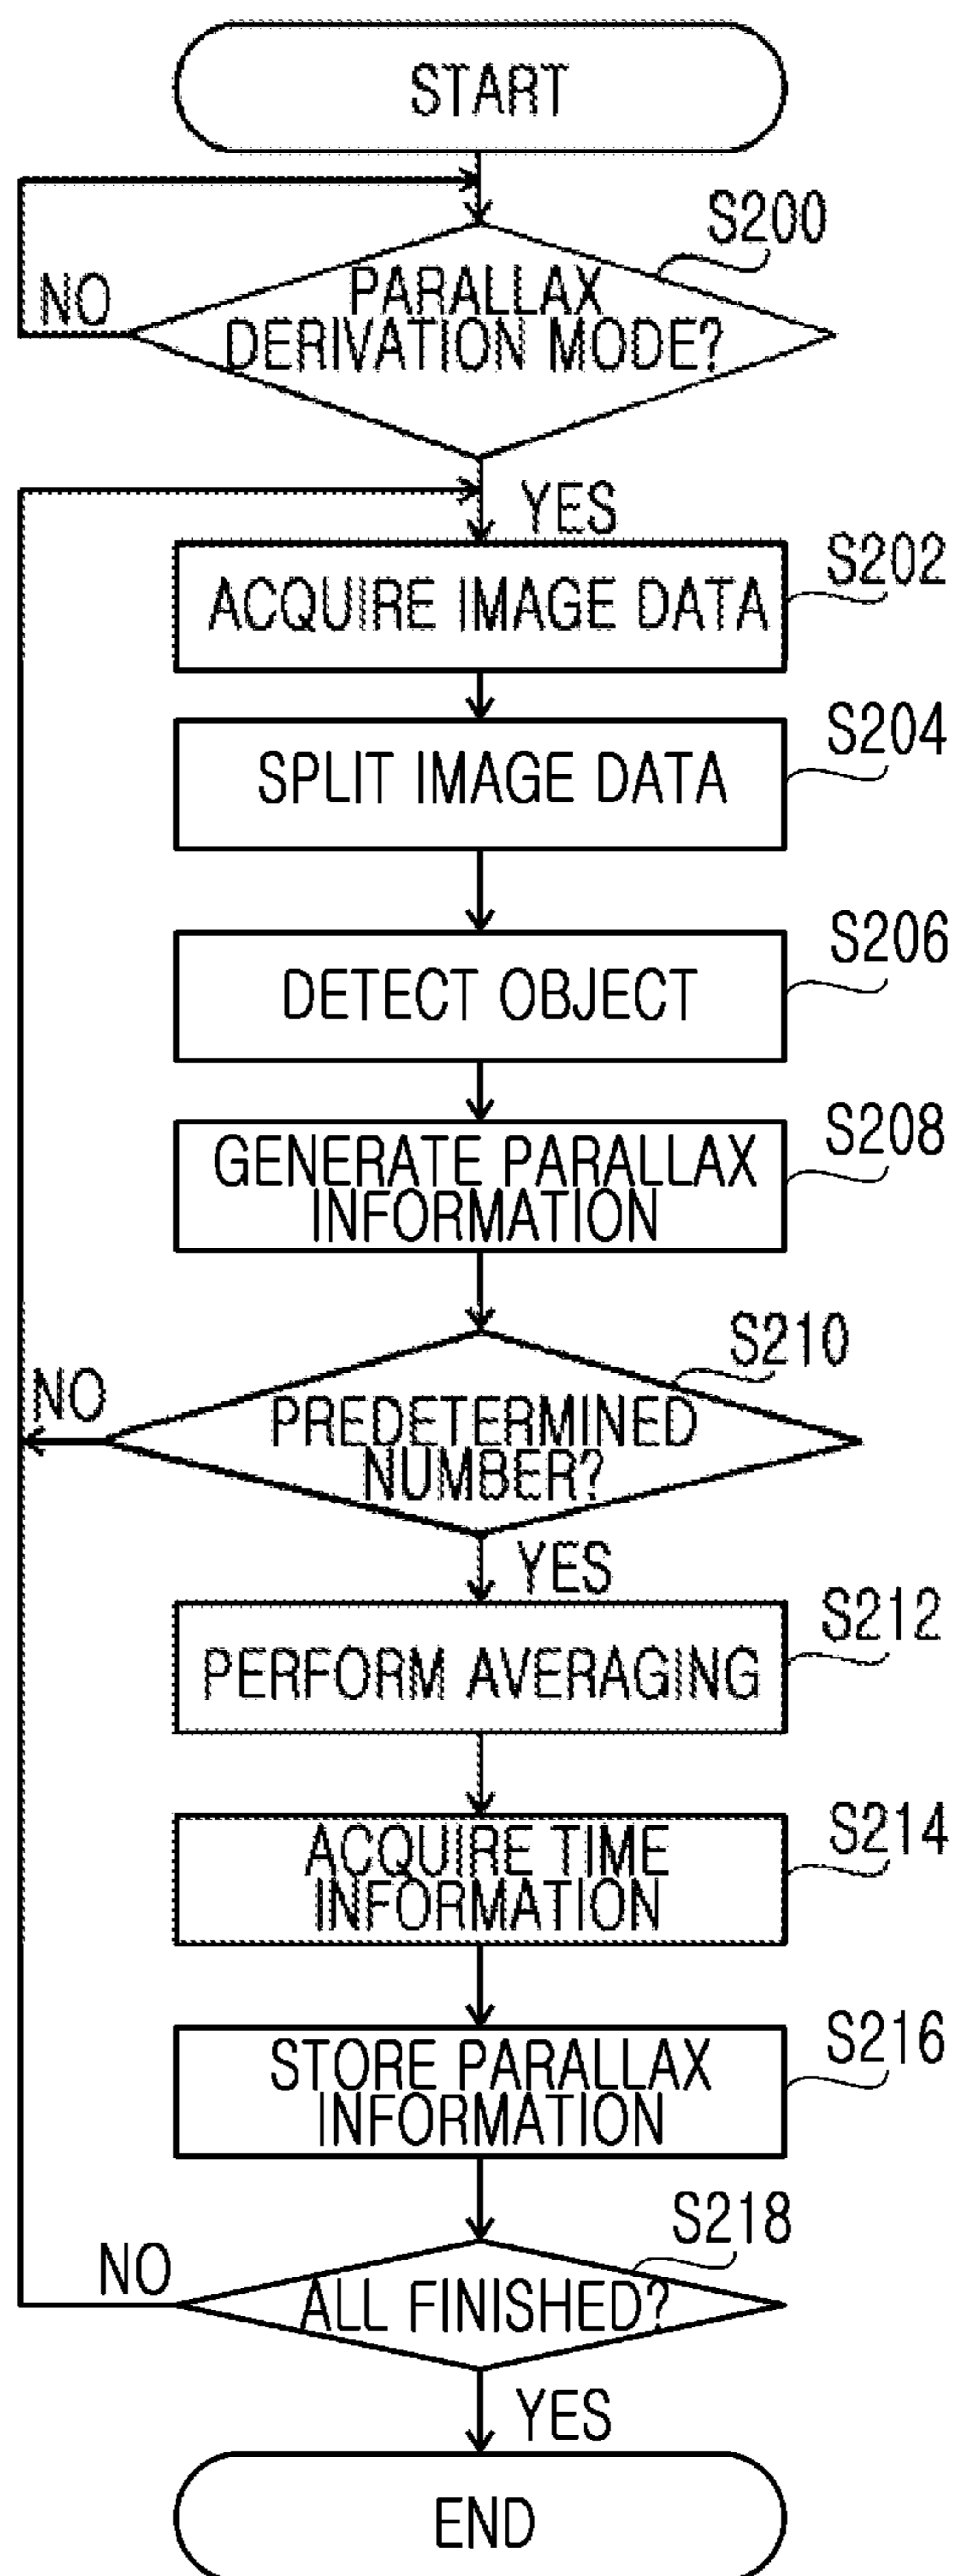 START
S200
NO
PARALLAX
DERIVATION MODE?
YES
S202
ACQUIRE IMAGE DATA
S204
SPLIT IMAGE DATA
S206
DETECT OBJECT
S208
GENERATE PARALLAX
INFORMATION
S210
NO
PREDETERMINED
NUMBER?
YES
S212
PERFORM AVERAGING
S214
ACQUIRE TIME
INFORMATION
S216
STORE PARALLAX
INFORMATION
S218
NO
ALL FINISHED?
YES
END